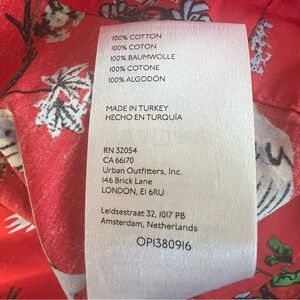 100% COTTON
100% COTON
100% BAUMWOLLE
100% COTONE
100% ALGODÓN
MADE IN TURKEY
HECHO EN TURQUÍA
RN 32054
CA 66170
Urban Outfitters, Inc.
146 Brick Lane
LONDON, E1 6RU
Leidsestraat 32, 1017 PB
Amsterdam, Netherlands
OP1380916